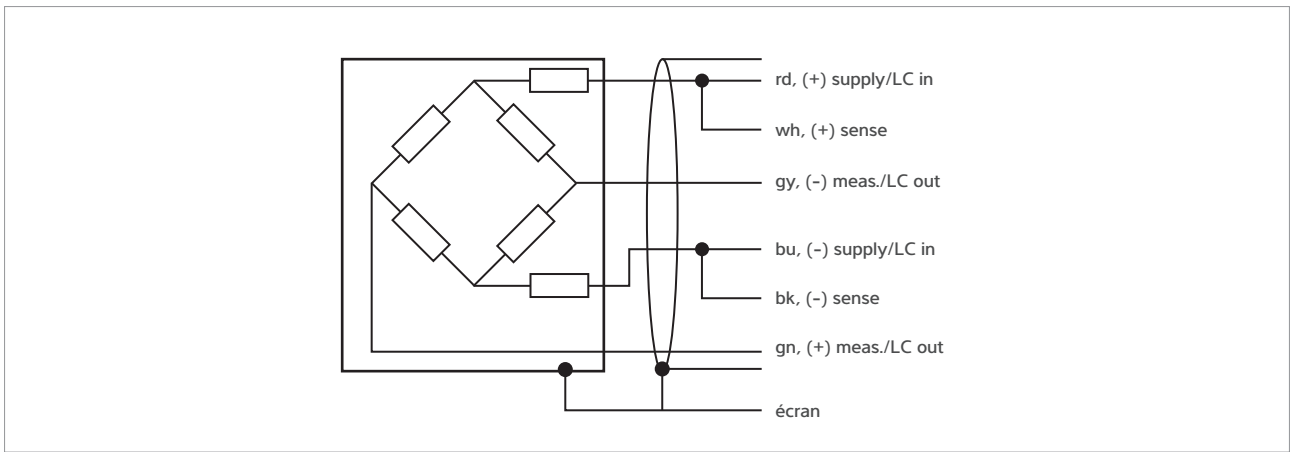 rd, (+) supply/LC in
wh, (+) sense
gy, (-) meas./LC out
bu, (-) supply/LC in
bk, (-) sense
gn, (+) meas./LC out
écran